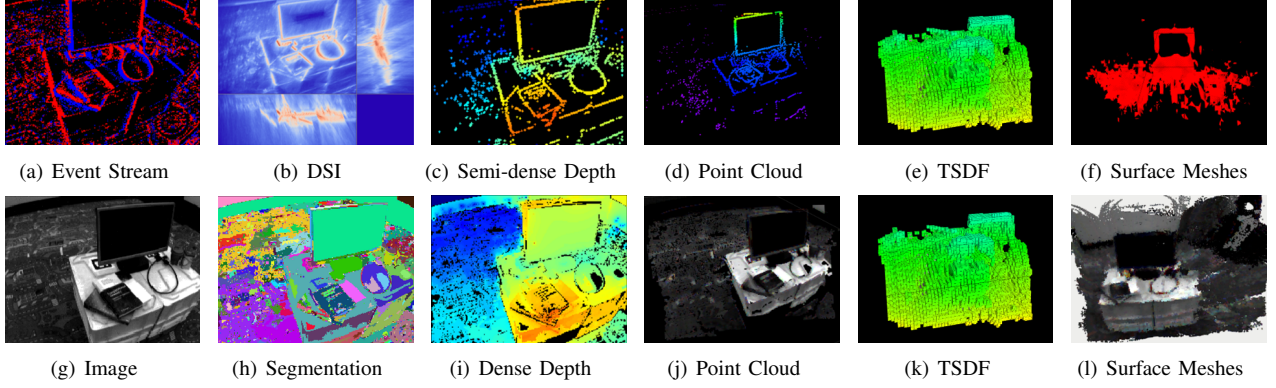 (a) Event Stream
(b) DSI
(c) Semi-dense Depth
(d) Point Cloud
(e) TSDF
(f) Surface Meshes
(g) Image
(h) Segmentation
(i) Dense Depth
(j) Point Cloud
(k) TSDF
(l) Surface Meshes